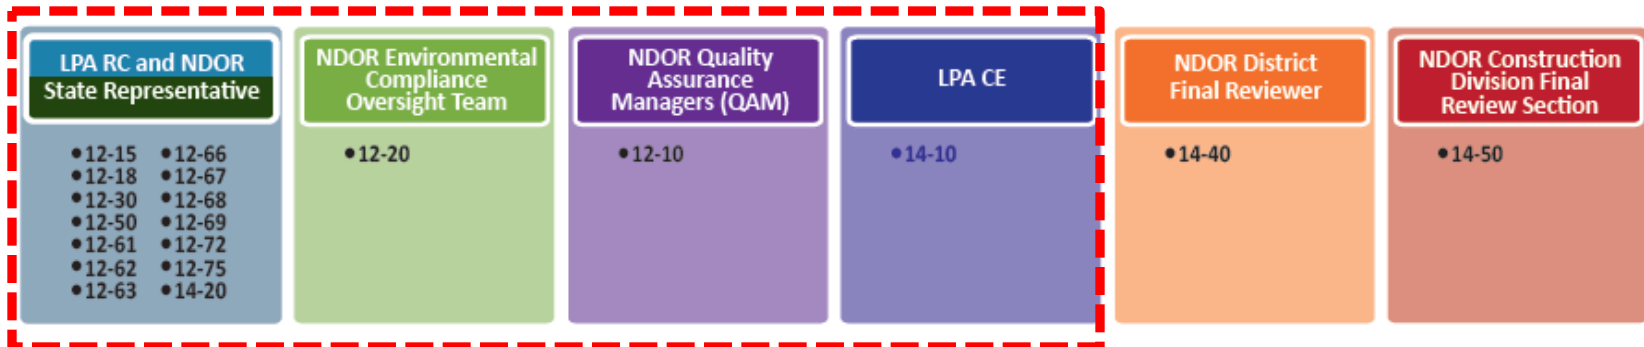 LPA RC and NDOR
State Representative
• 12-15 • 12-66
• 12-18 • 12-67
• 12-30 • 12-68
• 12-50 • 12-69
• 12-61 • 12-72
• 12-62 • 12-75
• 12-63 • 14-20
NDOR Environmental
Compliance
Oversight Team
• 12-20
NDOR Quality
Assurance
Managers (QAM)
• 12-10
LPA CE
• 14-10
NDOR District
Final Reviewer
• 14-40
NDOR Construction
Division Final
Review Section
• 14-50